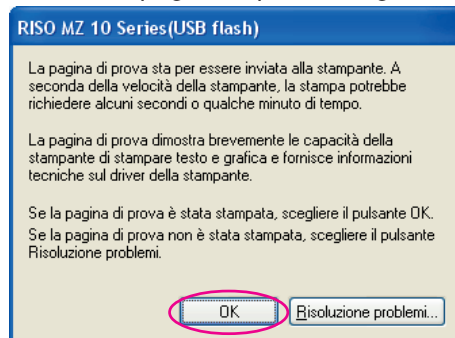 RISO MZ 10 Series(USB flash)
La pagina di prova sta per essere inviata alla stampante. A
seconda della velocità della stampante, la stampa potrebbe
richiedere alcuni secondi o qualche minuto di tempo.
La pagina di prova dimostra brevemente le capacità della
stampante di stampare testo e grafica e fornisce informazioni
tecniche sul driver della stampante.
Se la pagina di prova è stata stampata, scegliere il pulsante OK.
Se la pagina di prova non è stata stampata, scegliere il pulsante
Risoluzione problemi.
OK
Risoluzione problemi...